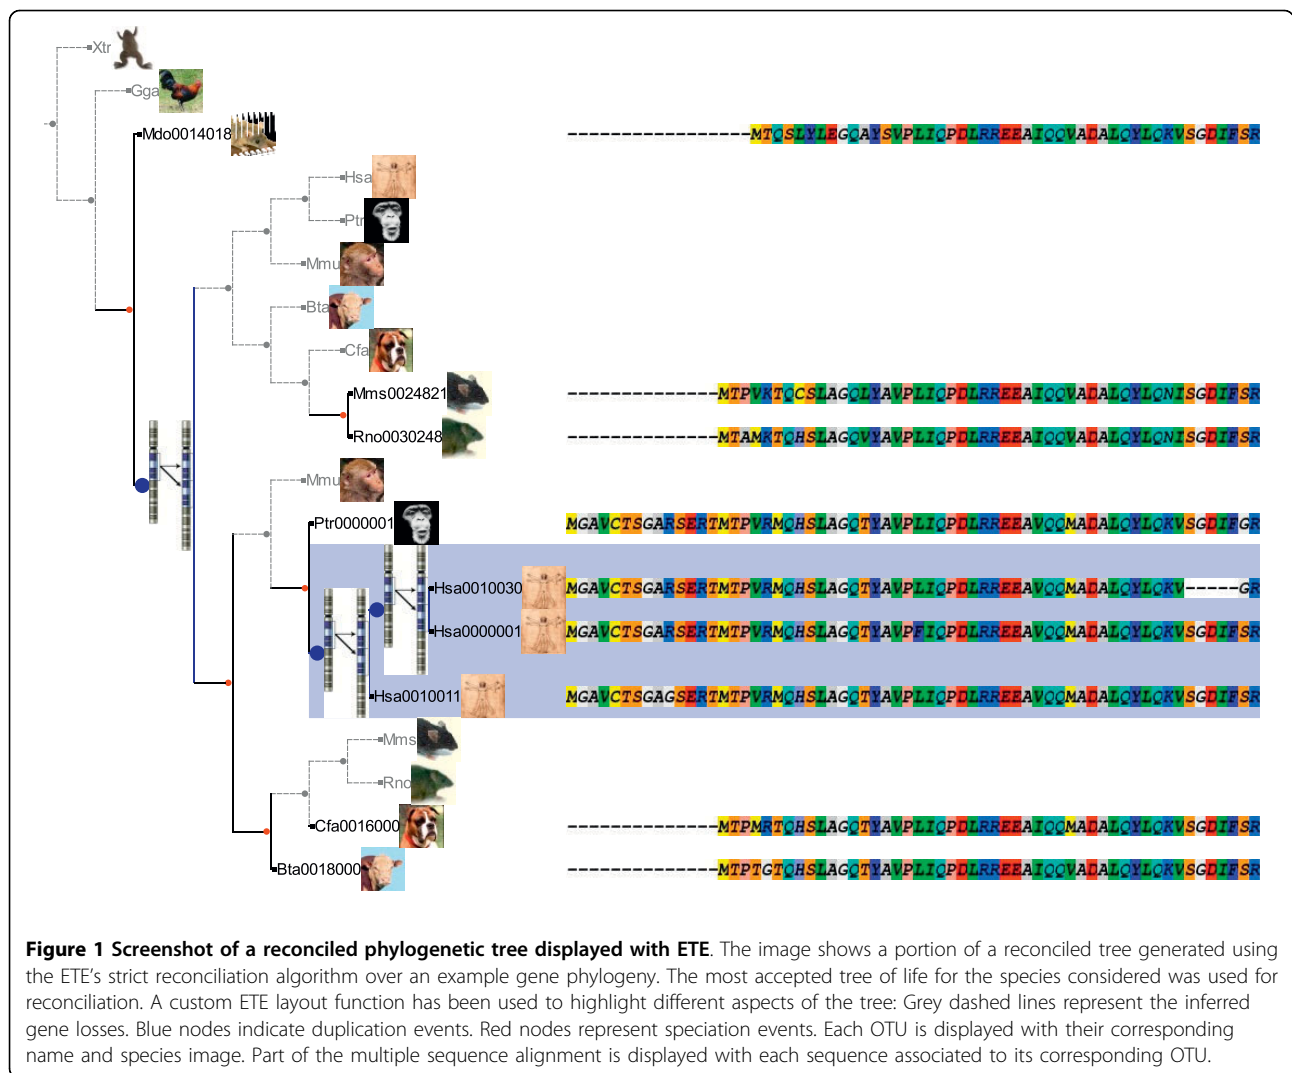 Xtr
Gga
Mdo0014018 ----------------- MTQSLYLEGQAYSVPLIQPDLRREEAIQQVADALQYLQKVSGDIFSR
Hsa
Ptr
Mmu
Bta
Cfa
Mms0024821 -------------- MTPVKTQCSLAGQLYAVPLIQPDLRREEAIQQVADALQYLQNISGDIFSR
Rno0030248 -------------- MTAMKTQHSLAGQVYAVPLIQPDLRREEAIQQVADALQYLQNISGDIFSR
Mmu
Ptr0000001 MGAVCTSGARSERTMTPVRMQHSLAGQTYAVPLIQPDLRREEAVQQMADALQYLQKVSGDIFGR
Hsa0010030 MGAVCTSGARSERTMTPVRMQHSLAGQTYAVPLIQPDLRREEAVQQMADALQYLQKV-----GR
Hsa0000001 MGAVCTSGARSERTMTPVRMQHSLAGQTYAVPFIQPDLRREEAVQQMADALQYLQKVSGDIFSR
Hsa0010011 MGAVCTSGAGSERTMTPVRMQHSLAGQTYAVPLIQPDLRREEAVQQMADALQYLQKVSGDIFSR
Mms
Rno
Cfa0016000 -------------- MTPMRTQHSLAGQTYAVPLIQPDLRREEAIQQMADALQYLQKVSGDIFSR
Bta0018000 -------------- MTPTGTQHSLAGQTYAVPLIQPDLRREEAIQQVADALQYLQKVSGDIFSR
Figure 1 Screenshot of a reconciled phylogenetic tree displayed with ETE. The image shows a portion of a reconciled tree generated using
the ETE's strict reconciliation algorithm over an example gene phylogeny. The most accepted tree of life for the species considered was used for
reconciliation. A custom ETE layout function has been used to highlight different aspects of the tree: Grey dashed lines represent the inferred
gene losses. Blue nodes indicate duplication events. Red nodes represent speciation events. Each OTU is displayed with their corresponding
name and species image. Part of the multiple sequence alignment is displayed with each sequence associated to its corresponding OTU.